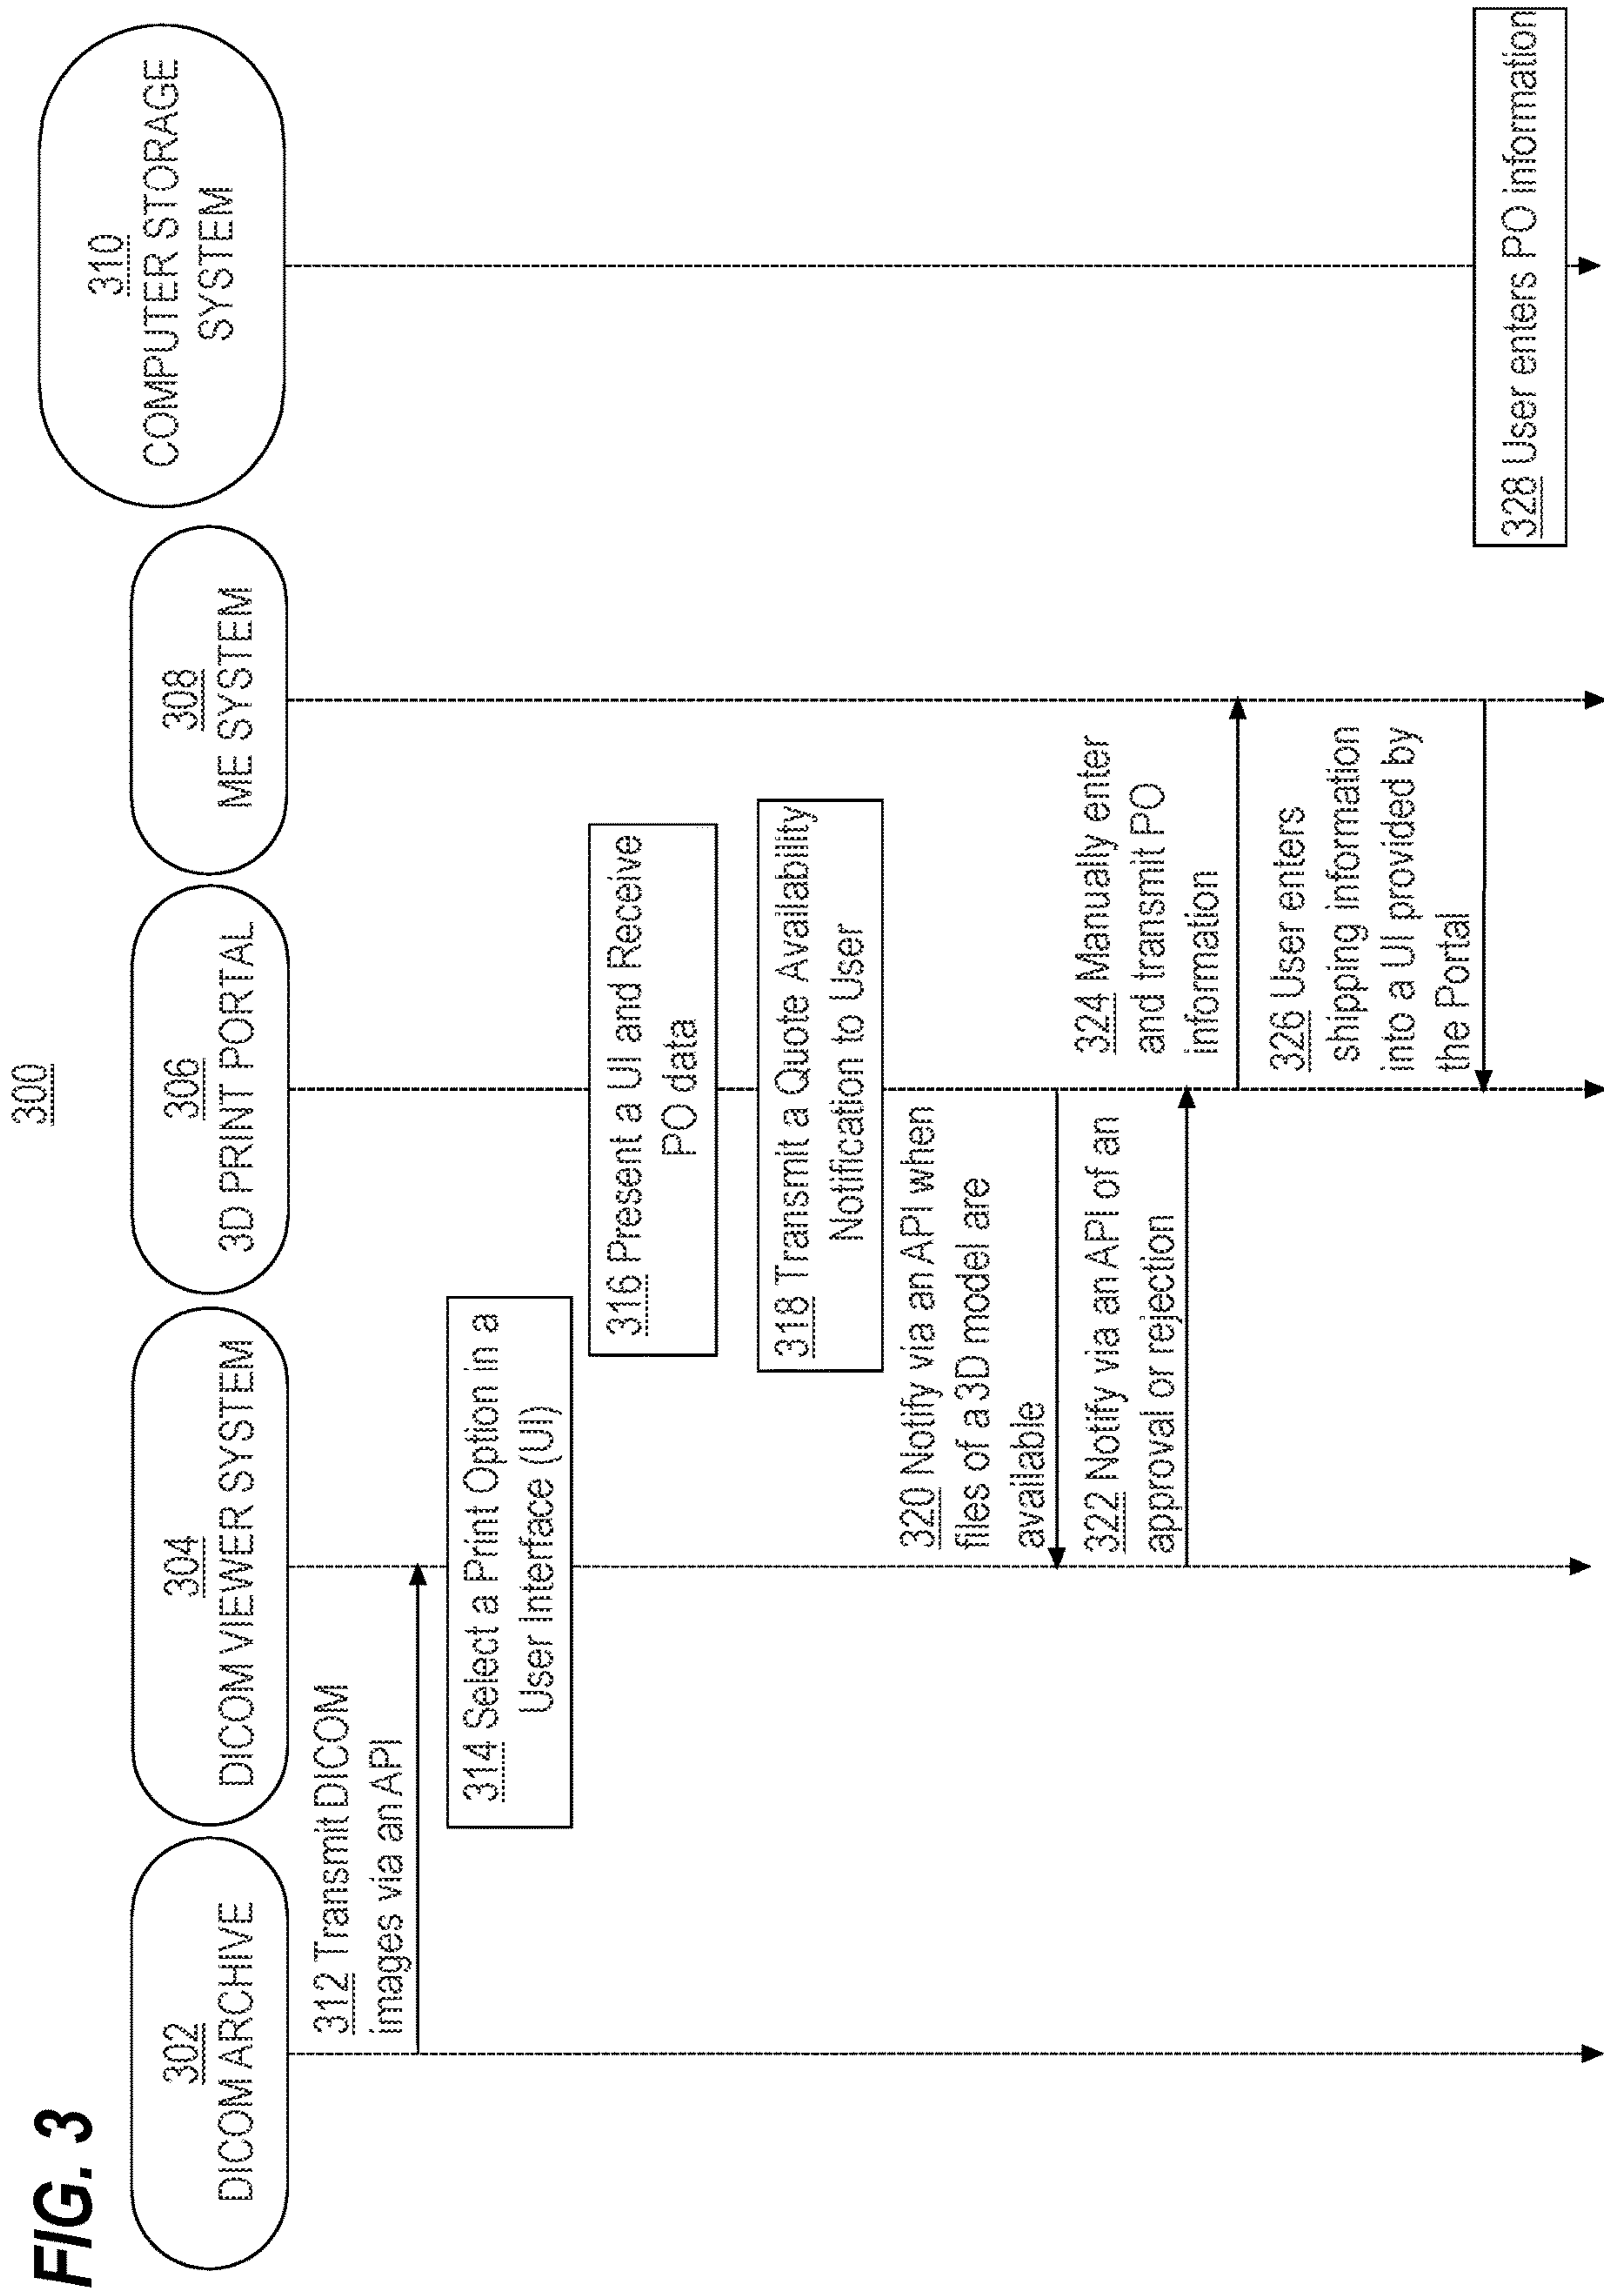 FIG. 3
300
302
DICOM ARCHIVE
304
DICOM VIEWER SYSTEM
306
3D PRINT PORTAL
308
ME SYSTEM
310
COMPUTER STORAGE
SYSTEM
312 Transmit DICOM
images via an API
314 Select a Print Option in a
User Interface (UI)
316 Present a UI and Receive
PO data
318 Transmit a Quote Availability
Notification to User
320 Notify via an API when
files of a 3D model are
available
322 Notify via an API of an
approval or rejection
324 Manually enter
and transmit PO
information
326 User enters
shipping information
into a UI provided by
the Portal
328 User enters PO information